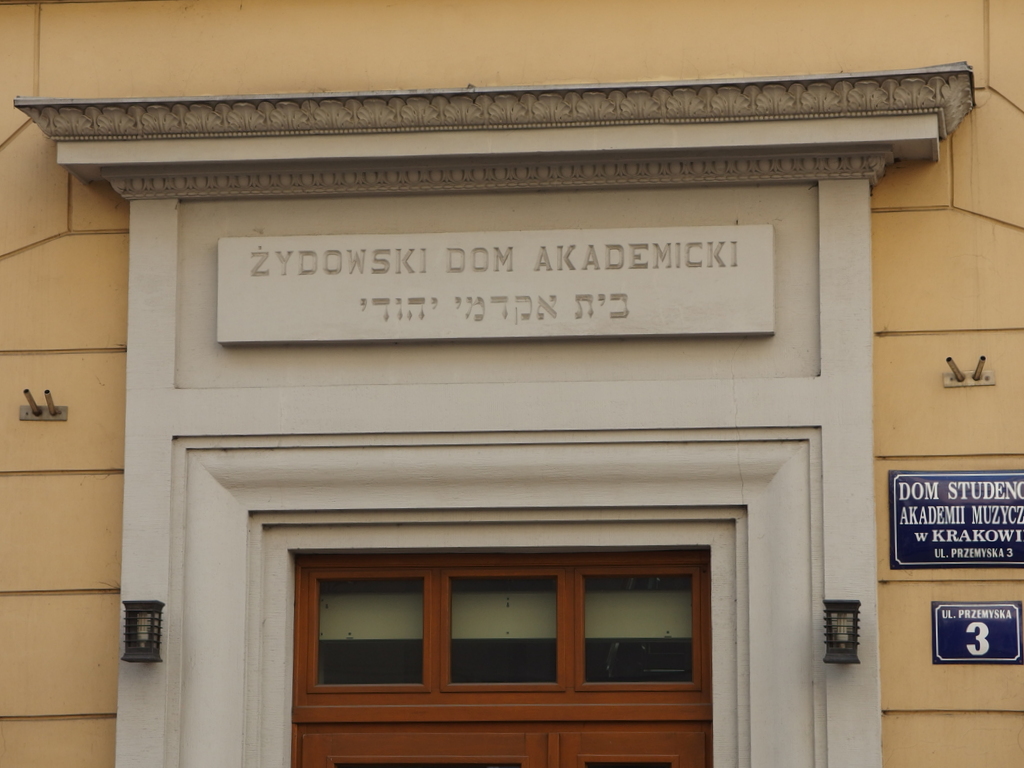 ŻYDOWSKI DOM AKADEMICKI
בית אקדמי יהודי
DOM STUDENC
AKADEMII MUZYCZ
w KRAKOWI
UL. PRZEMYSKA 3
UL. PRZEMYSKA
3